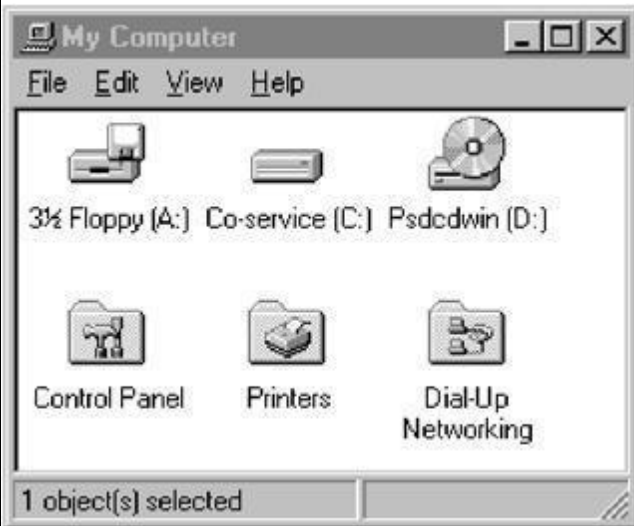 My Computer
File Edit View Help
3½ Floppy (A:) Co-service (C:) Psdcdwin (D:)
Control Panel Printers Dial-Up
Networking
1 object(s) selected